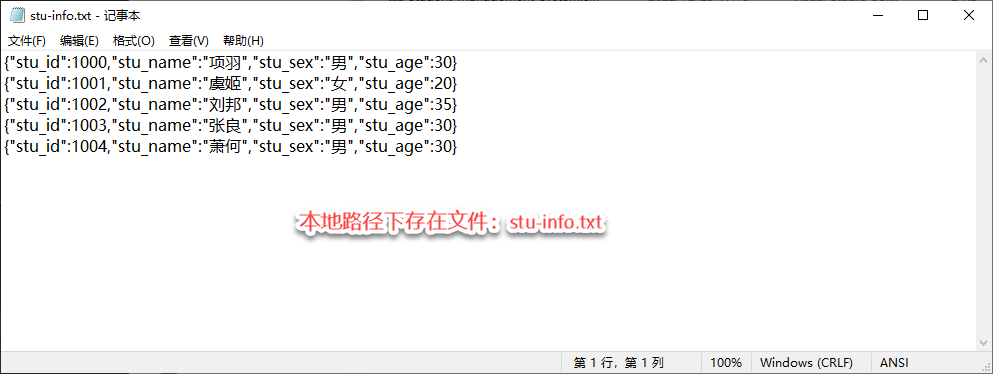 stu-info.txt - 记事本
文件(F) 编辑(E) 格式(O) 查看(V) 帮助(H)
{"stu_id":1000,"stu_name":"项羽","stu_sex":"男","stu_age":30}
{"stu_id":1001,"stu_name":"虞姬","stu_sex":"女","stu_age":20}
{"stu_id":1002,"stu_name":"刘邦","stu_sex":"男","stu_age":35}
{"stu_id":1003,"stu_name":"张良","stu_sex":"男","stu_age":30}
{"stu_id":1004,"stu_name":"萧何","stu_sex":"男","stu_age":30}
本地路径下存在文件：stu-info.txt
第 1 行，第 1 列 100% Windows (CRLF) ANSI